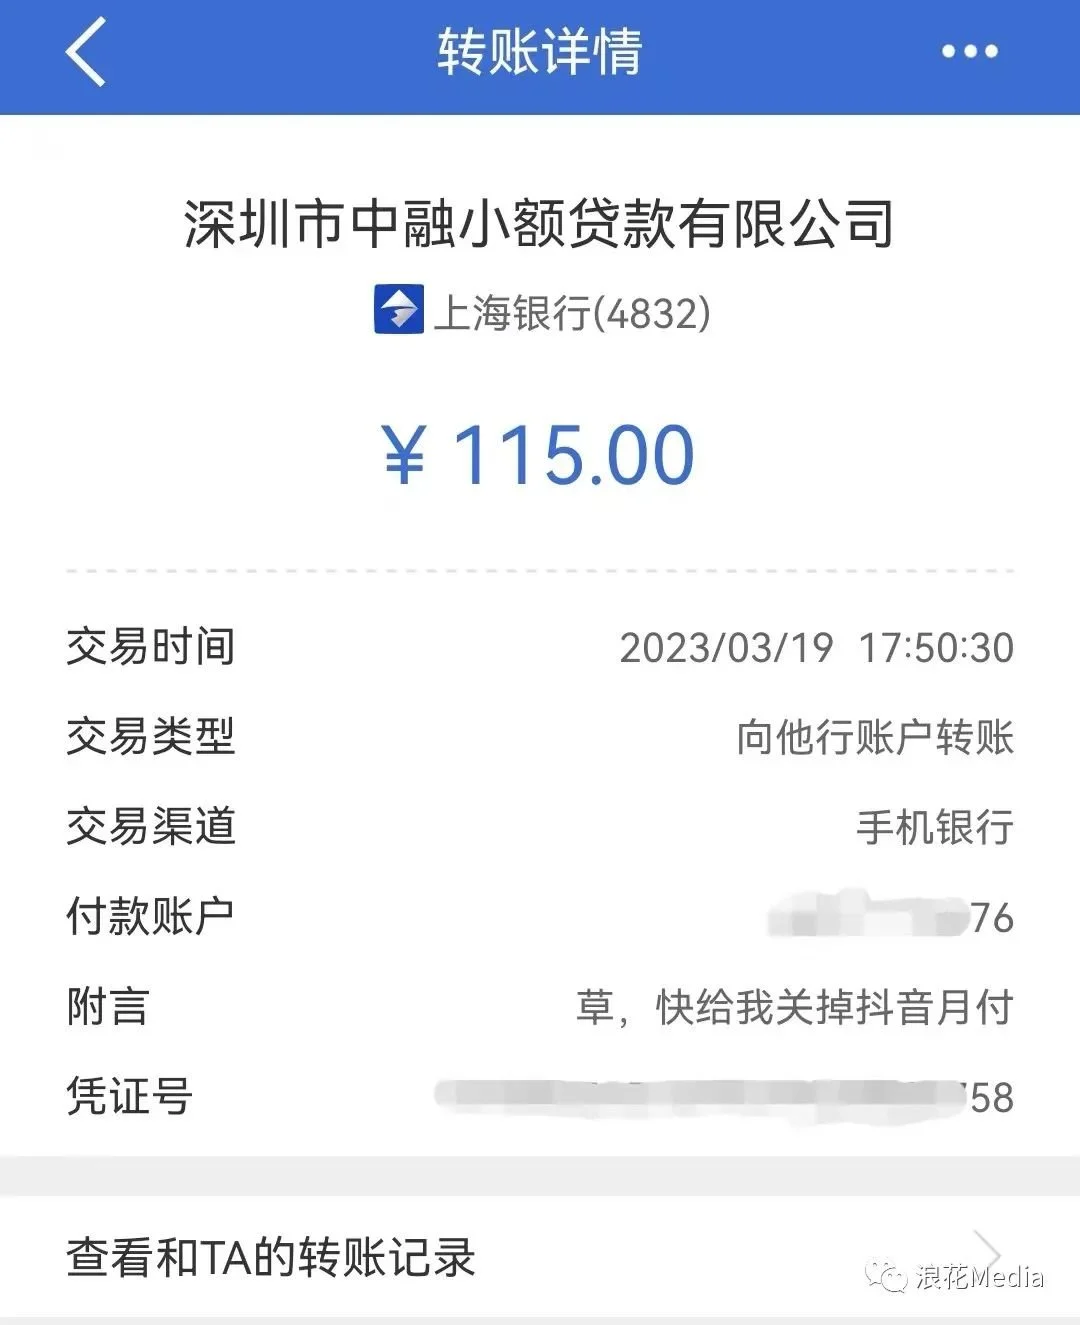 转账详情
深圳市中融小额贷款有限公司
上海银行(4832)
¥ 115.00
交易时间 2023/03/19 17:50:30
交易类型 向他行账户转账
交易渠道 手机银行
付款账户 76
附言 草，快给我关掉抖音月付
凭证号 58
查看和TA的转账记录
浪花Media